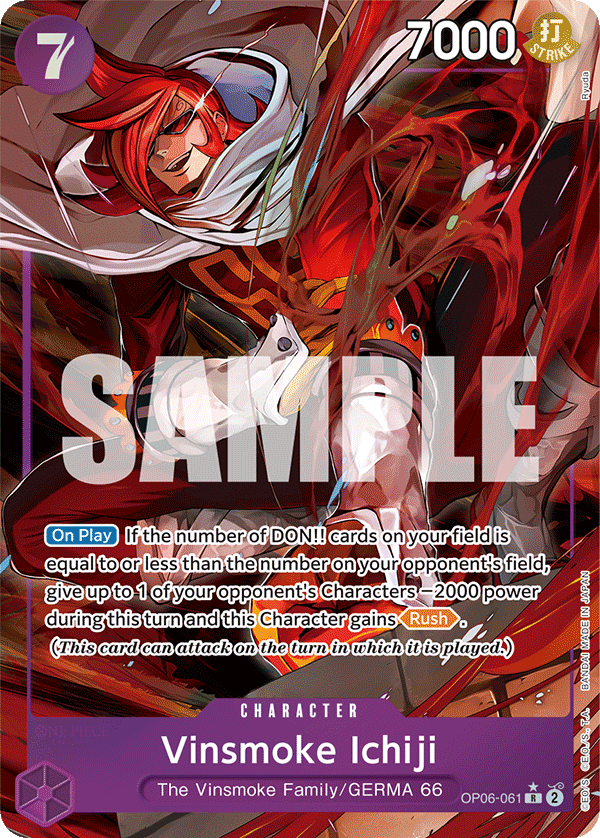 7
7000
打
STRIKE
Ryuda
SAMPLE
On Play If the number of DON!! cards on your field is
equal to or less than the number on your opponent's field,
give up to 1 of your opponent's Characters −2000 power
during this turn and this Character gains Rush.
(This card can attack on the turn in which it is played.)
CHARACTER
Vinsmoke Ichiji
The Vinsmoke Family/GERMA 66
OP06-061 ★ R 2
©EO/S., ©E.O./S., T.A. BANDAI MADE IN JAPAN